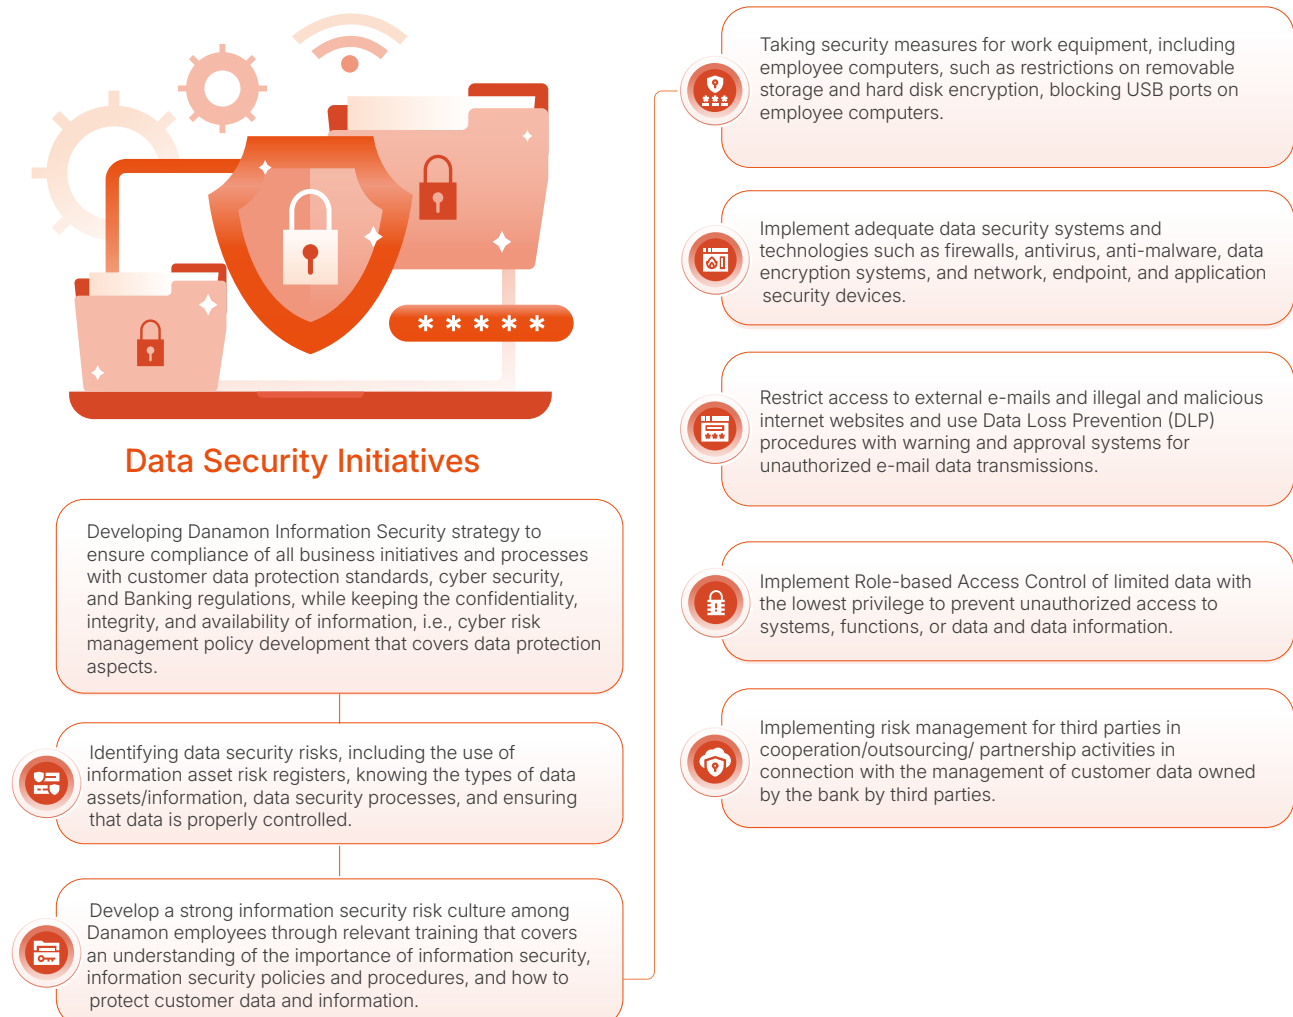 * * * * *
Data Security Initiatives
Developing Danamon Information Security strategy to
ensure compliance of all business initiatives and processes
with customer data protection standards, cyber security,
and Banking regulations, while keeping the confidentiality,
integrity, and availability of information, i.e., cyber risk
management policy development that covers data protection
aspects.
Identifying data security risks, including the use of
information asset risk registers, knowing the types of data
assets/information, data security processes, and ensuring
that data is properly controlled.
Develop a strong information security risk culture among
Danamon employees through relevant training that covers
an understanding of the importance of information security,
information security policies and procedures, and how to
protect customer data and information.
Taking security measures for work equipment, including
employee computers, such as restrictions on removable
storage and hard disk encryption, blocking USB ports on
employee computers.
Implement adequate data security systems and
technologies such as firewalls, antivirus, anti-malware, data
encryption systems, and network, endpoint, and application
security devices.
Restrict access to external e-mails and illegal and malicious
internet websites and use Data Loss Prevention (DLP)
procedures with warning and approval systems for
unauthorized e-mail data transmissions.
Implement Role-based Access Control of limited data with
the lowest privilege to prevent unauthorized access to
systems, functions, or data and data information.
Implementing risk management for third parties in
cooperation/outsourcing/ partnership activities in
connection with the management of customer data owned
by the bank by third parties.